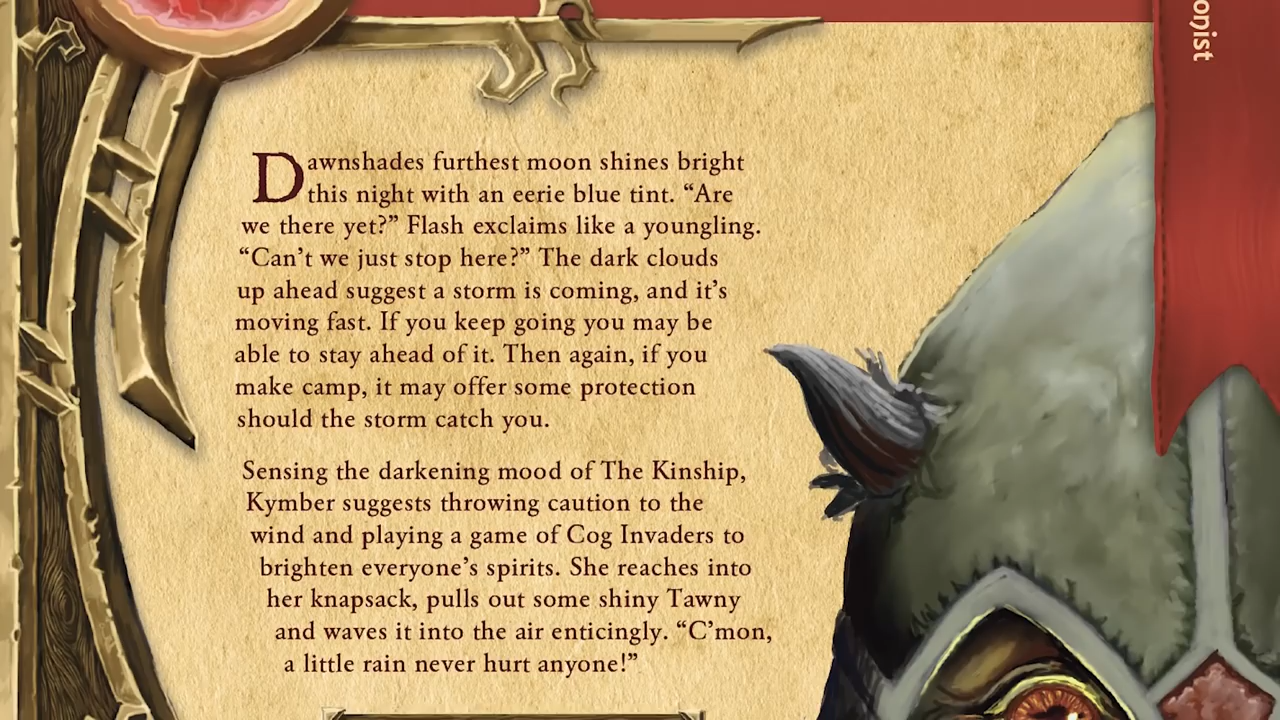 Dawnshades furthest moon shines bright
this night with an eerie blue tint. “Are
we there yet?” Flash exclaims like a youngling.
“Can’t we just stop here?” The dark clouds
up ahead suggest a storm is coming, and it’s
moving fast. If you keep going you may be
able to stay ahead of it. Then again, if you
make camp, it may offer some protection
should the storm catch you.
Sensing the darkening mood of The Kinship,
Kymber suggests throwing caution to the
wind and playing a game of Cog Invaders to
brighten everyone’s spirits. She reaches into
her knapsack, pulls out some shiny Tawny
and waves it into the air enticingly. “C’mon,
a little rain never hurt anyone!”